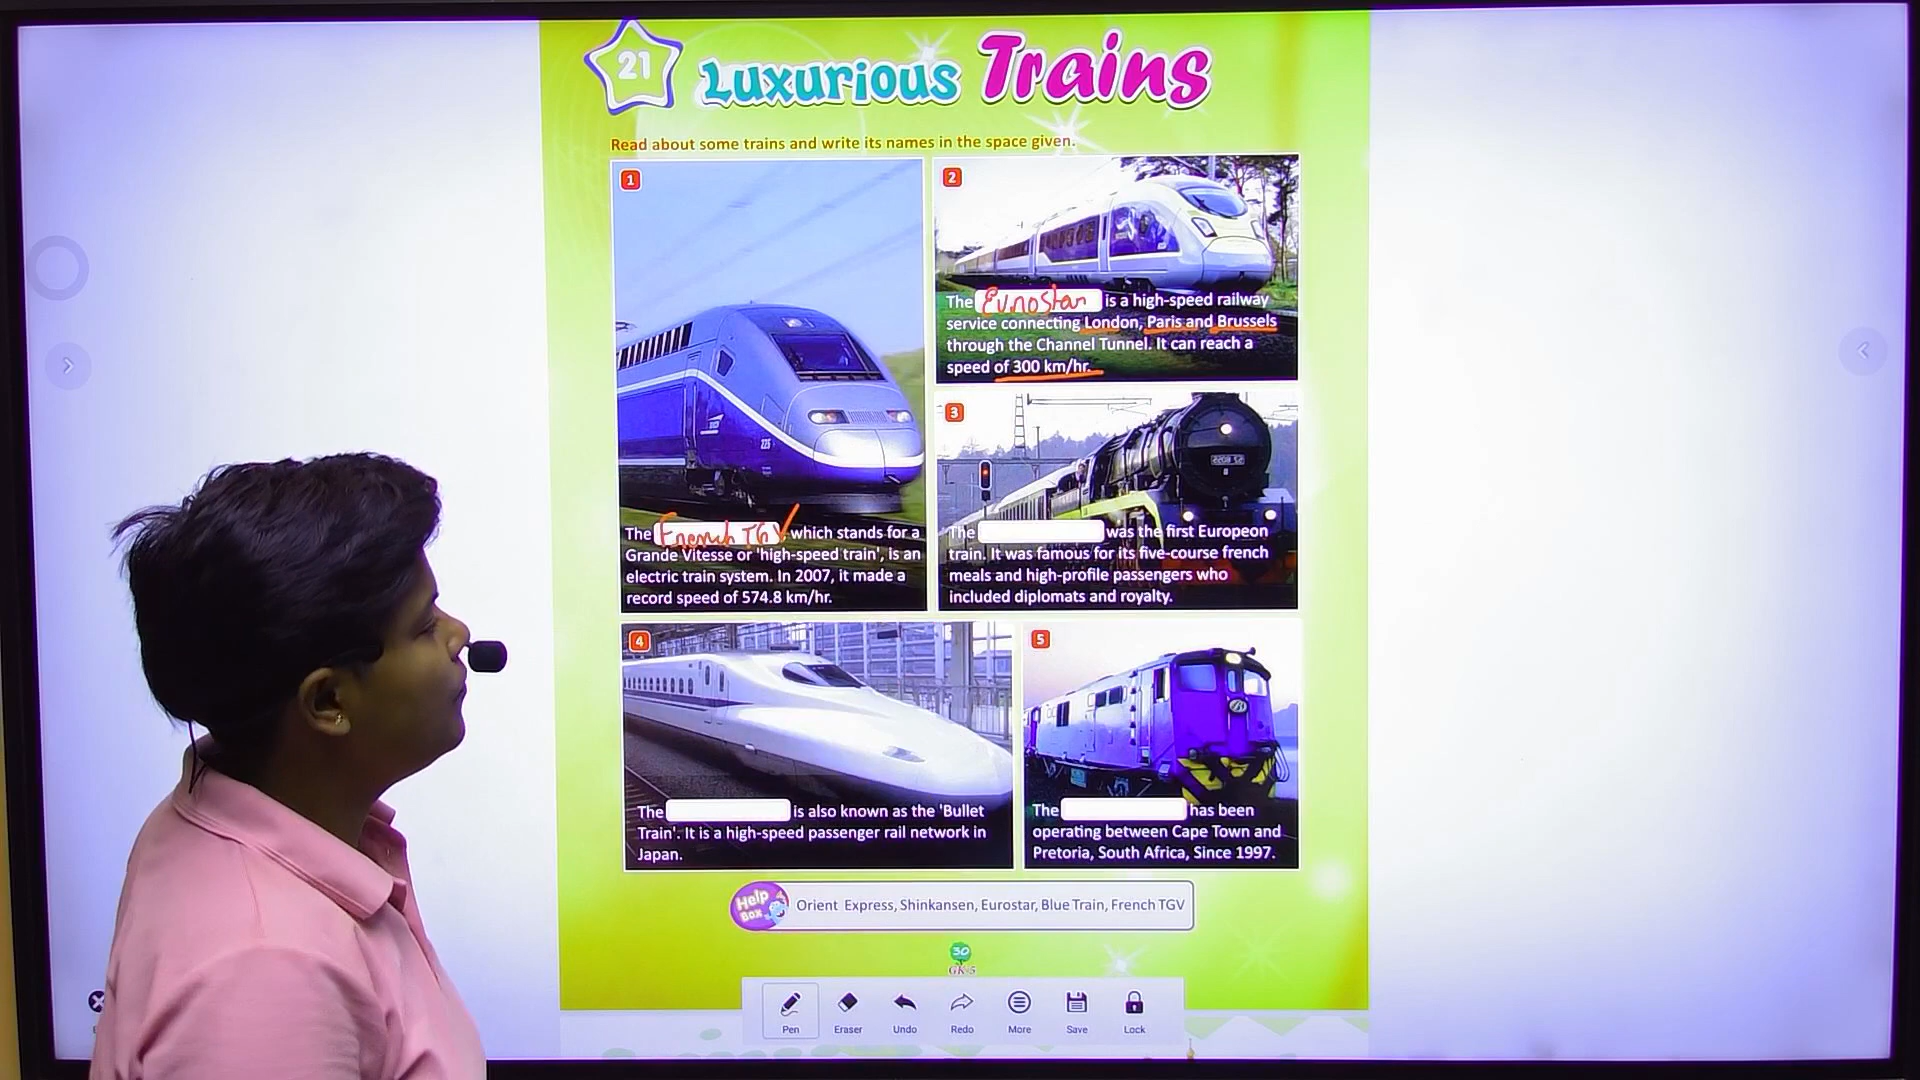 21
Luxurious Trains
Read about some trains and write its names in the space given.
1
The French TGV which stands for a
Grande Vitesse or 'high-speed train', is an
electric train system. In 2007, it made a
record speed of 574.8 km/hr.
2
The Eurostar is a high-speed railway
service connecting London, Paris and Brussels
through the Channel Tunnel. It can reach a
speed of 300 km/hr.
3
The was the first Europeon
train. It was famous for its five-course french
meals and high-profile passengers who
included diplomats and royalty.
4
The is also known as the 'Bullet
Train'. It is a high-speed passenger rail network in
Japan.
5
The has been
operating between Cape Town and
Pretoria, South Africa, Since 1997.
Help Box
Orient Express, Shinkansen, Eurostar, Blue Train, French TGV
30
GK-5
Pen Eraser Undo Redo More Save Lock